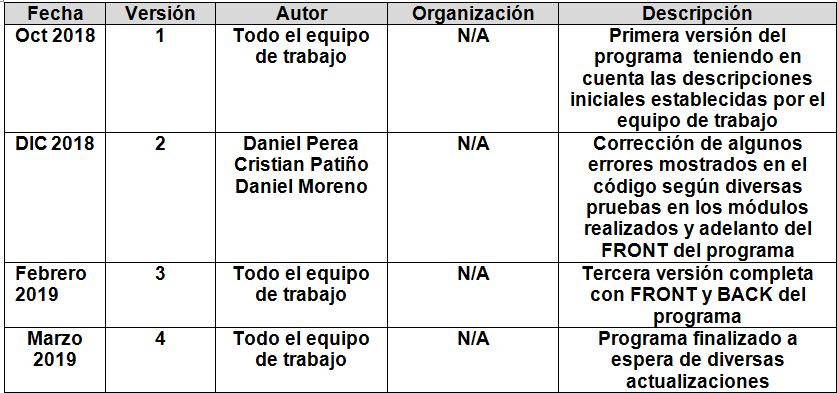 Fecha Versión Autor Organización Descripción
Oct 2018 1 Todo el equipo N/A Primera versión del
de trabajo programa teniendo en
cuenta las descripciones
iniciales establecidas por el
equipo de trabajo
DIC 2018 2 Daniel Perea N/A Corrección de algunos
Cristian Patiño errores mostrados en el
Daniel Moreno código según diversas
pruebas en los módulos
realizados y adelanto del
FRONT del programa
Febrero 3 Todo el equipo N/A Tercera versión completa
2019 de trabajo con FRONT y BACK del
programa
Marzo 4 Todo el equipo N/A Programa finalizado a
2019 de trabajo espera de diversas
actualizaciones